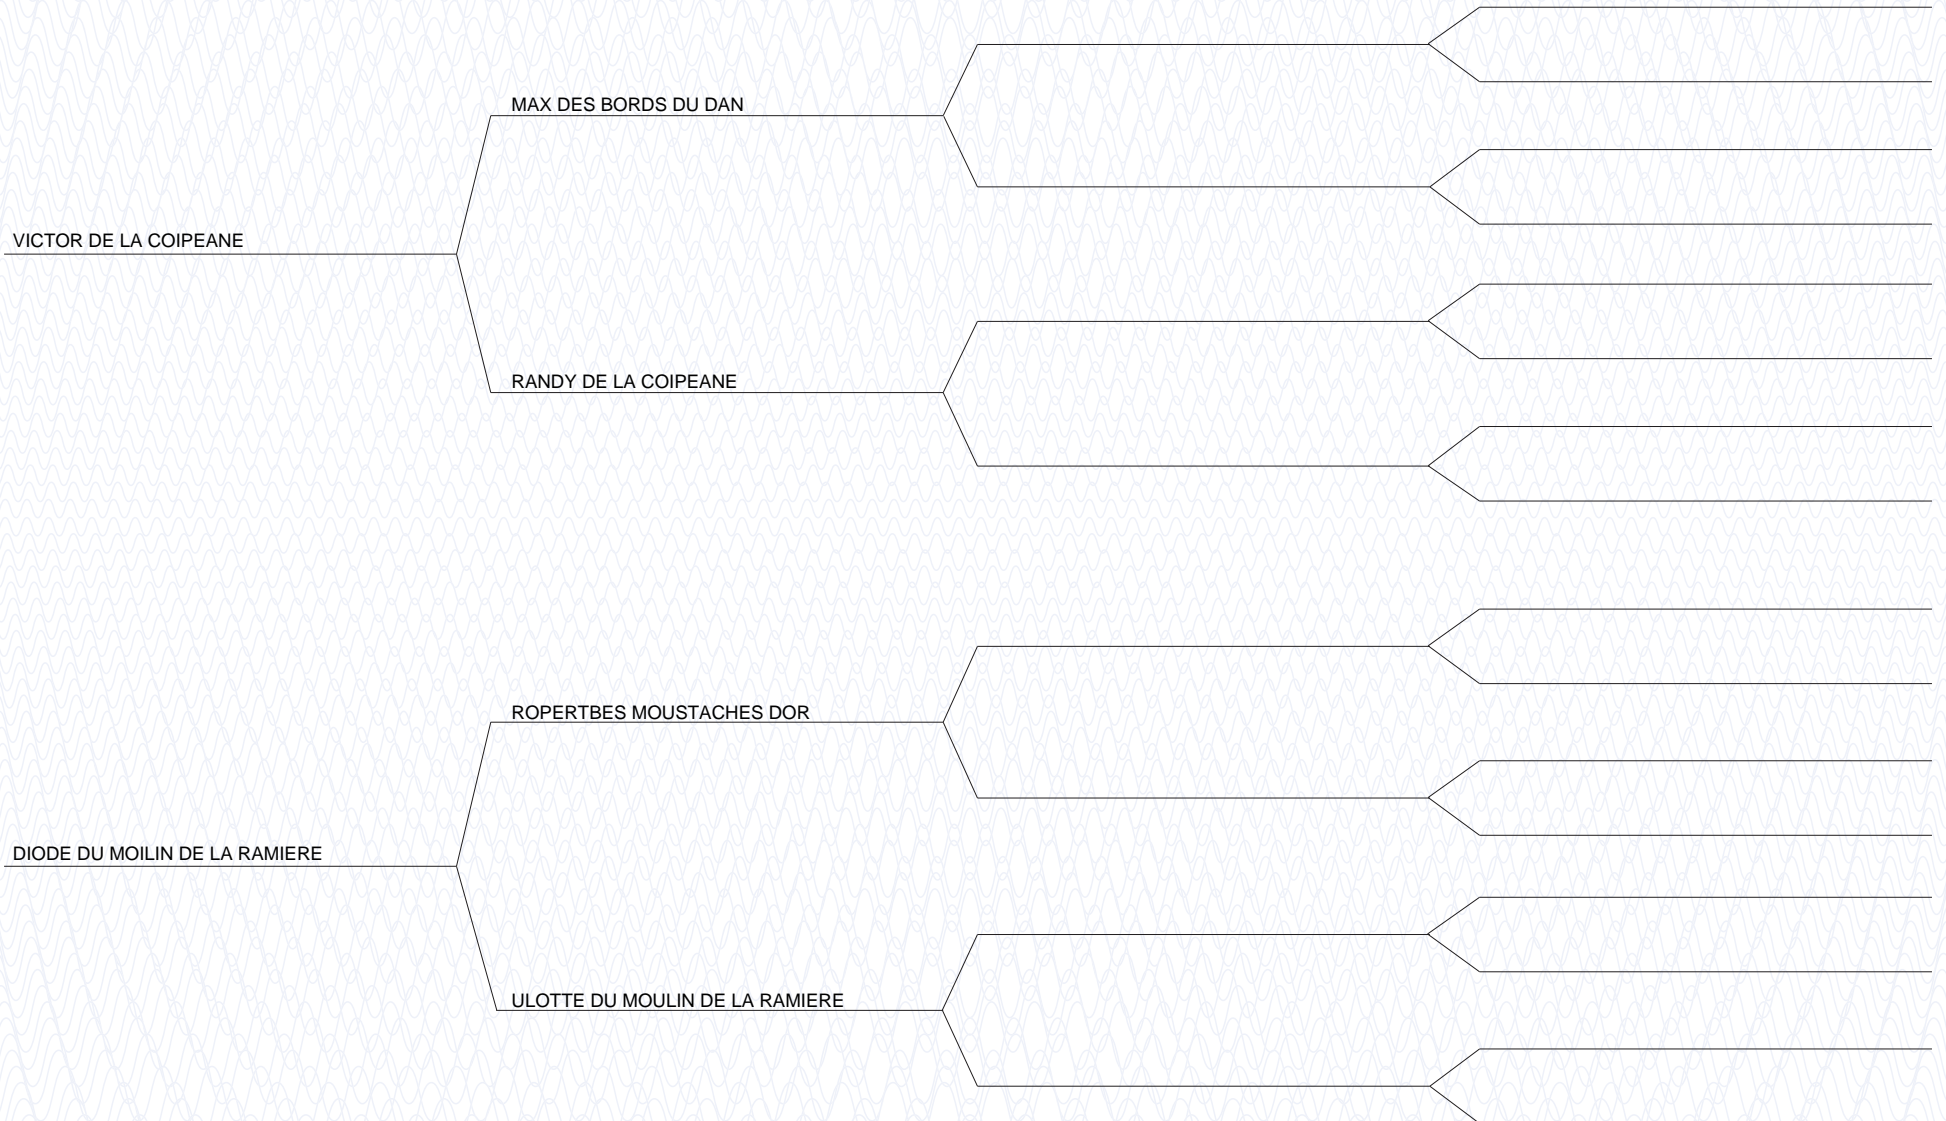 MAX DES BORDS DU DAN
VICTOR DE LA COIPEANE
RANDY DE LA COIPEANE
ROPERTBES MOUSTACHES DOR
DIODE DU MOILIN DE LA RAMIERE
ULOTTE DU MOULIN DE LA RAMIERE